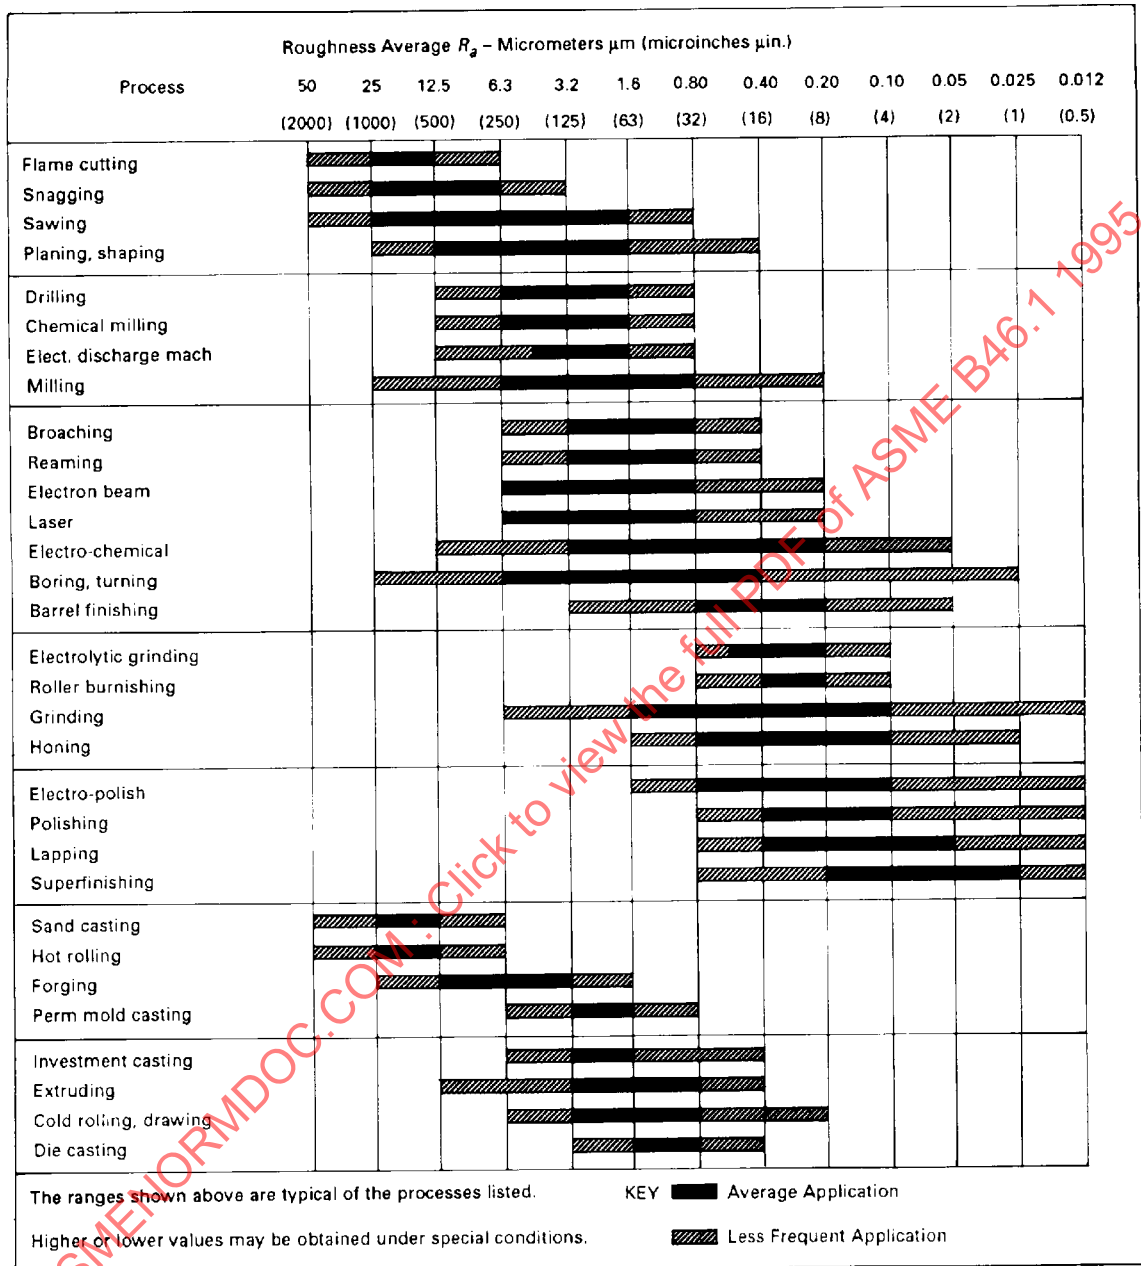 Roughness Average Ra – Micrometers μm (microinches μin.)
Process 50 25 12.5 6.3 3.2 1.6 0.80 0.40 0.20 0.10 0.05 0.025 0.012
(2000) (1000) (500) (250) (125) (63) (32) (16) (8) (4) (2) (1) (0.5)
Flame cutting
Snagging
Sawing
Planing, shaping
Drilling
Chemical milling
Elect. discharge mach
Milling
Broaching
Reaming
Electron beam
Laser
Electro-chemical
Boring, turning
Barrel finishing
Electrolytic grinding
Roller burnishing
Grinding
Honing
Electro-polish
Polishing
Lapping
Superfinishing
Sand casting
Hot rolling
Forging
Perm mold casting
Investment casting
Extruding
Cold rolling, drawing
Die casting
The ranges shown above are typical of the processes listed. KEY Average Application
Higher or lower values may be obtained under special conditions. Less Frequent Application
SMENORMDOC.COM : Click to view the full PDF of ASME B46.1 1995